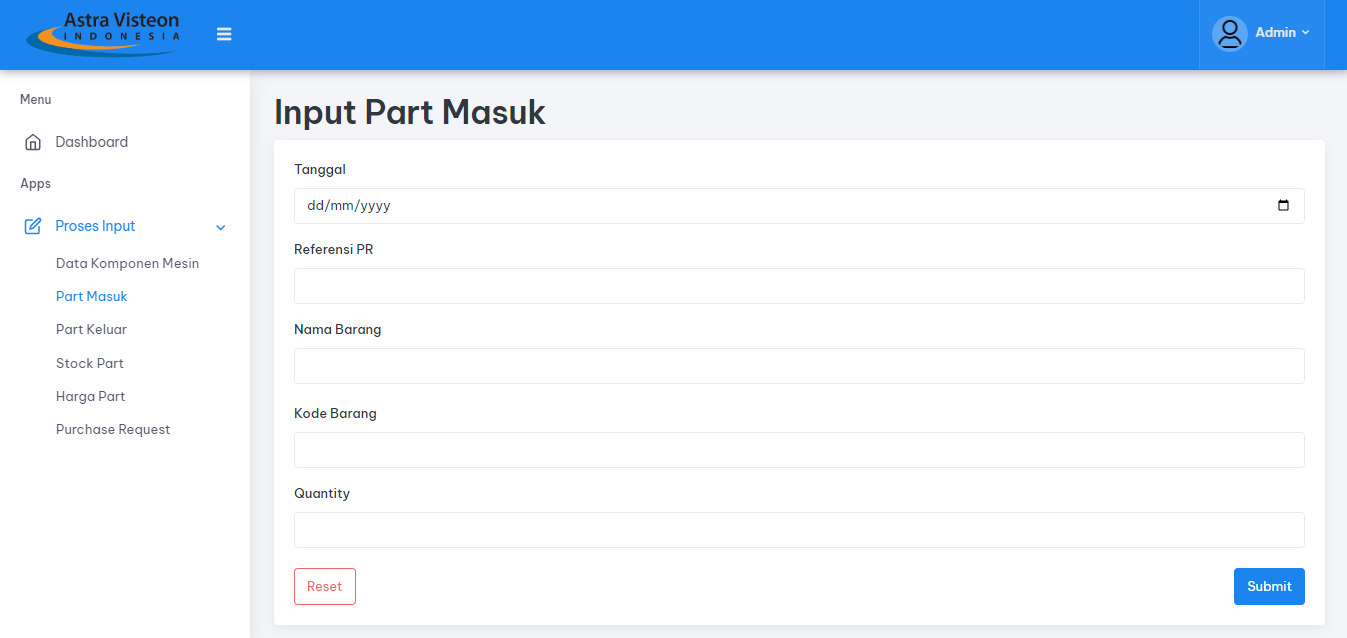 Astra Visteon
INDONESIA
Admin
Menu
Dashboard
Apps
Proses Input
Data Komponen Mesin
Part Masuk
Part Keluar
Stock Part
Harga Part
Purchase Request
Input Part Masuk
Tanggal
dd/mm/yyyy
Referensi PR
Nama Barang
Kode Barang
Quantity
Reset
Submit